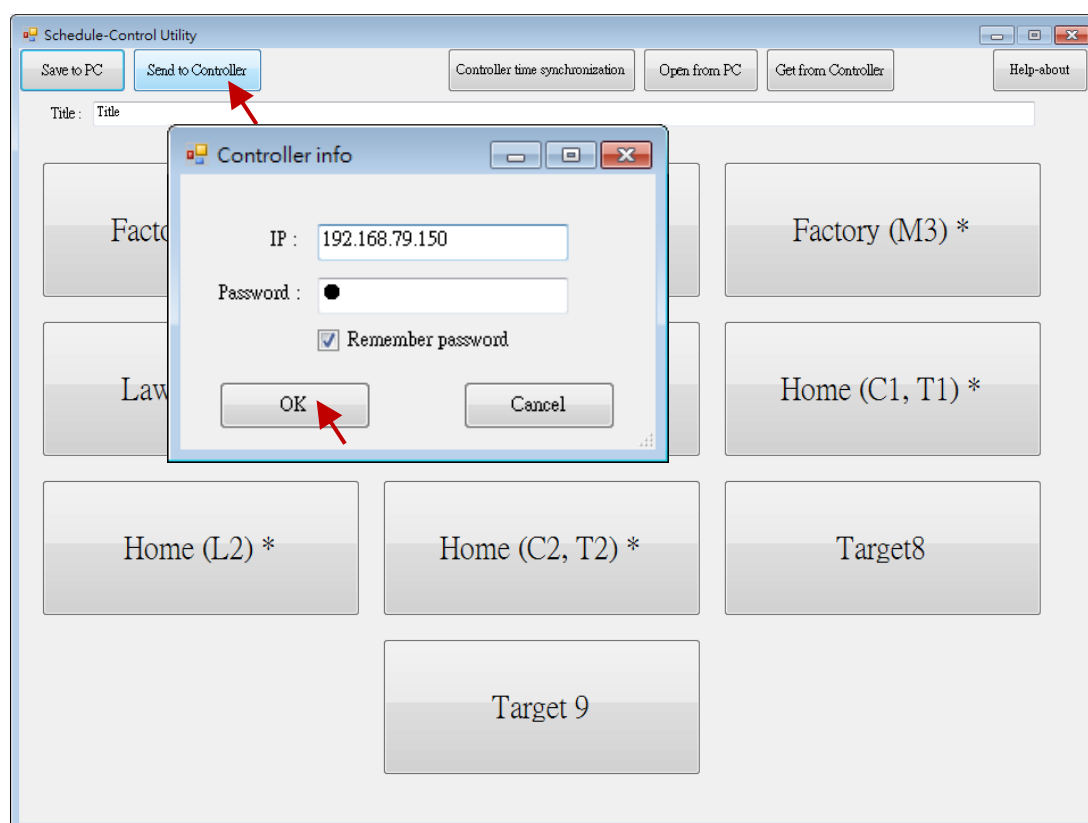 Schedule-Control Utility
Save to PC
Send to Controller
Controller time synchronization
Open from PC
Get from Controller
Help-about
Title :
Title
Controller info
IP :
192.168.79.150
Password :
Remember password
OK
Cancel
Facto
Factory (M3) *
Law
Home (C1, T1) *
Home (L2) *
Home (C2, T2) *
Target8
Target 9